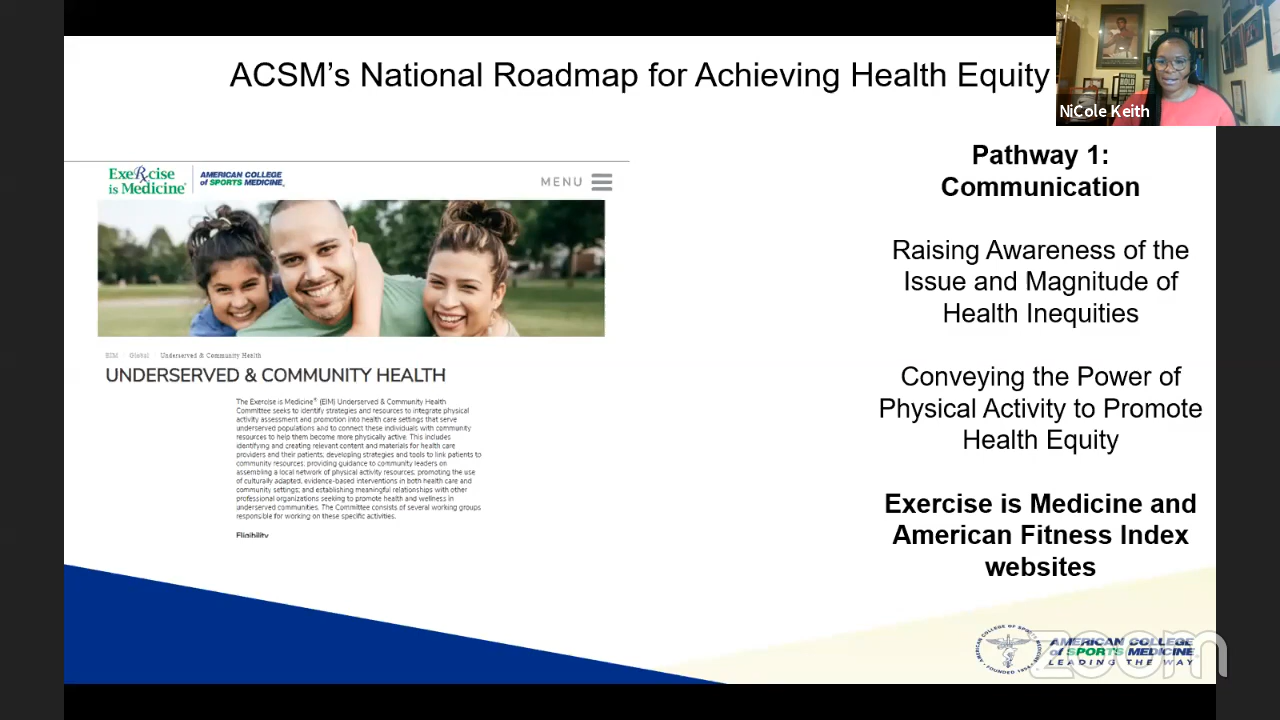 ACSM's National Roadmap for Achieving Health Equity
NiCole Keith
Exercise
is Medicine®
AMERICAN COLLEGE
of SPORTS MEDICINE
MENU
EIM Global Underserved & Community Health
UNDERSERVED & COMMUNITY HEALTH
The Exercise is Medicine® (EIM) Underserved & Community Health
Committee seeks to identify strategies and resources to integrate physical
activity assessment and promotion into health care settings that serve
underserved populations and to connect these individuals with community
resources to help them become more physically active. This includes
identifying and creating relevant content and materials for health care
providers and their patients; developing strategies and tools to link patients to
community resources; providing guidance to community leaders on
assembling a local network of physical activity resources; promoting the use
of culturally adapted, evidence-based interventions in both health care and
community settings; and establishing meaningful relationships with other
professional organizations seeking to promote health and wellness in
underserved communities. The Committee consists of several working groups
responsible for working on these specific activities.
Eligibility
Pathway 1:
Communication
Raising Awareness of the
Issue and Magnitude of
Health Inequities
Conveying the Power of
Physical Activity to Promote
Health Equity
Exercise is Medicine and
American Fitness Index
websites
AMERICAN COLLEGE OF SPORTS MEDICINE
FOUNDED 1954
AMERICAN COLLEGE
of SPORTS MEDICINE
LEADING THE WAY
zoom